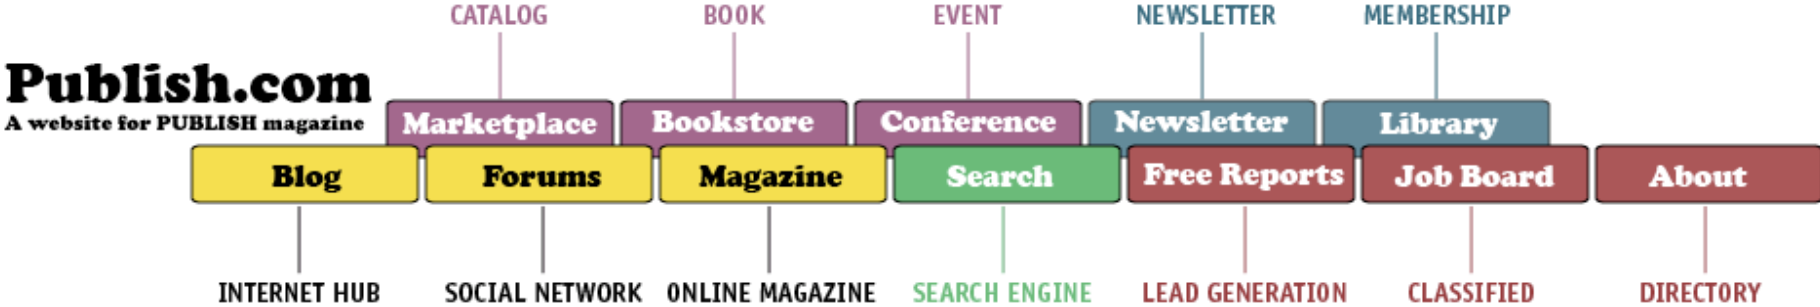 CATALOG BOOK EVENT NEWSLETTER MEMBERSHIP
Publish.com
A website for PUBLISH magazine
Marketplace Bookstore Conference Newsletter Library
Blog Forums Magazine Search Free Reports Job Board About
INTERNET HUB SOCIAL NETWORK ONLINE MAGAZINE SEARCH ENGINE LEAD GENERATION CLASSIFIED DIRECTORY